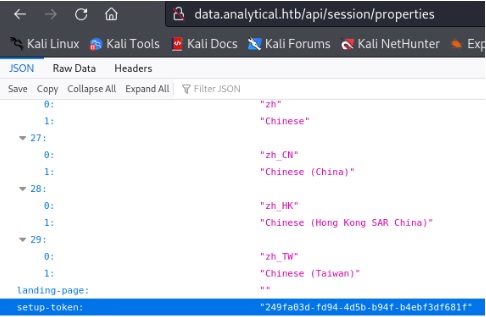 data.analytical.htb/api/session/properties
Kali Linux Kali Tools Kali Docs Kali Forums Kali NetHunter Exp
JSON Raw Data Headers
Save Copy Collapse All Expand All Filter JSON
0: "zh"
1: "Chinese"
27:
0: "zh_CN"
1: "Chinese (China)"
28:
0: "zh_HK"
1: "Chinese (Hong Kong SAR China)"
29:
0: "zh_TW"
1: "Chinese (Taiwan)"
landing-page: ""
setup-token: "249fa03d-fd94-4d5b-b94f-b4ebf3df681f"